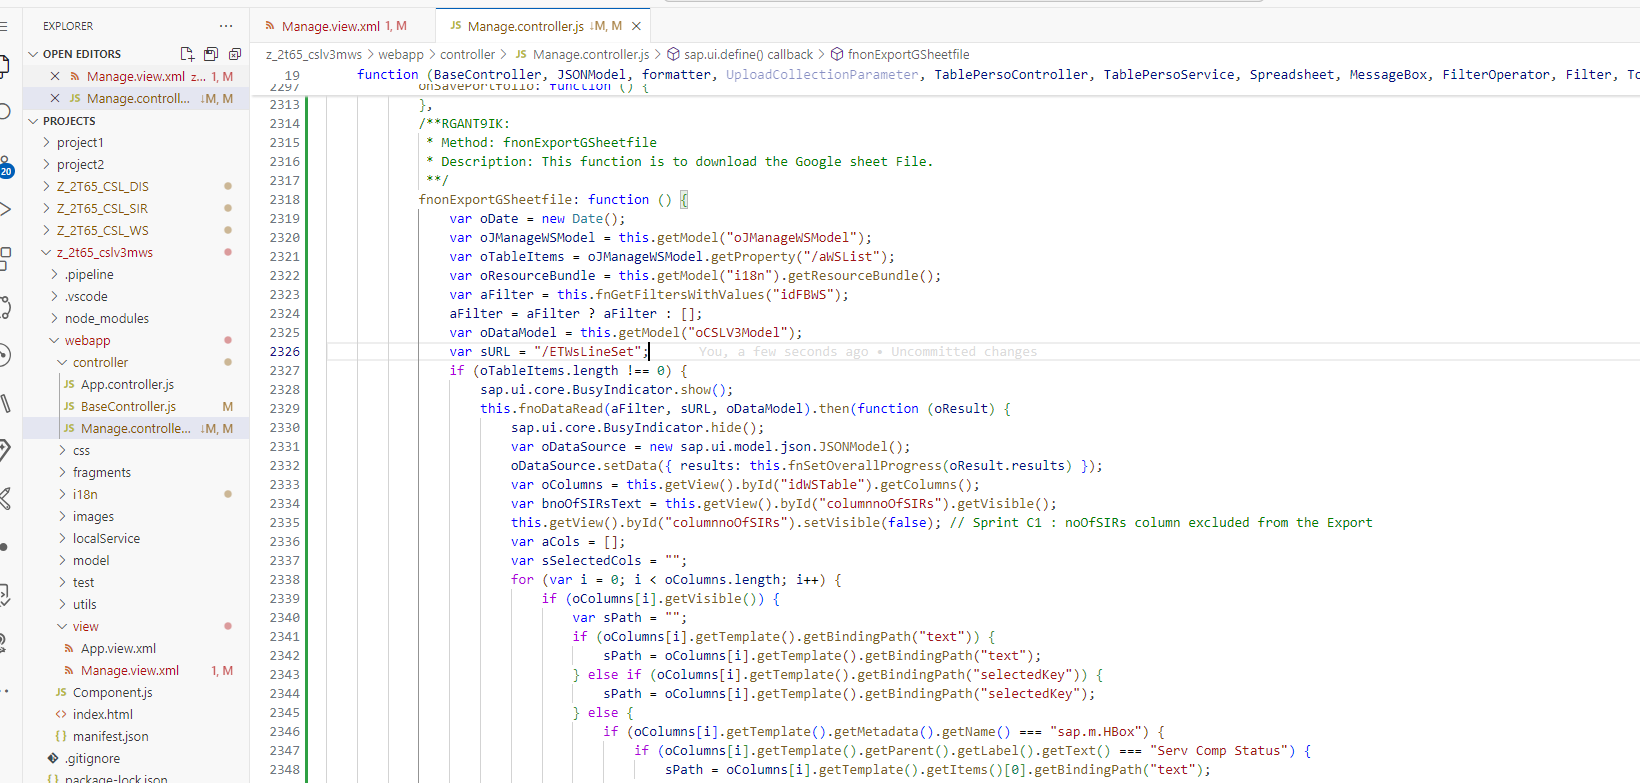 EXPLORER
OPEN EDITORS
Manage.view.xml z... 1, M
JS Manage.controll... ↓M, M
PROJECTS
project1
project2
Z_2T65_CSL_DIS
Z_2T65_CSL_SIR
Z_2T65_CSL_WS
z_2t65_cslv3mws
.pipeline
.vscode
node_modules
webapp
controller
JS App.controller.js
JS BaseController.js M
JS Manage.controlle... ↓M, M
css
fragments
i18n
images
localService
model
test
utils
view
App.view.xml
Manage.view.xml 1, M
JS Component.js
<> index.html
{} manifest.json
.gitignore
{} package-lock.json
20
Manage.view.xml 1, M
JS Manage.controller.js ↓M, M
z_2t65_cslv3mws > webapp > controller > JS Manage.controller.js > sap.ui.define() callback > fnonExportGSheetfile
19 function (BaseController, JSONModel, formatter, UploadCollectionParameter, TablePersoController, TablePersoService, Spreadsheet, MessageBox, FilterOperator, Filter, To
2297 onSavePortfolio: function () {
2313 },
2314 /**RGANT9IK:
2315 * Method: fnonExportGSheetfile
2316 * Description: This function is to download the Google sheet File.
2317 **/
2318 fnonExportGSheetfile: function () {
2319 var oDate = new Date();
2320 var oJManageWSModel = this.getModel("oJManageWSModel");
2321 var oTableItems = oJManageWSModel.getProperty("/aWSList");
2322 var oResourceBundle = this.getModel("i18n").getResourceBundle();
2323 var aFilter = this.fnGetFiltersWithValues("idFBWS");
2324 aFilter = aFilter ? aFilter : [];
2325 var oDataModel = this.getModel("oCSLV3Model");
2326 var sURL = "/ETWsLineSet"; You, a few seconds ago • Uncommitted changes
2327 if (oTableItems.length !== 0) {
2328 sap.ui.core.BusyIndicator.show();
2329 this.fnoDataRead(aFilter, sURL, oDataModel).then(function (oResult) {
2330 sap.ui.core.BusyIndicator.hide();
2331 var oDataSource = new sap.ui.model.json.JSONModel();
2332 oDataSource.setData({ results: this.fnSetOverallProgress(oResult.results) });
2333 var oColumns = this.getView().byId("idWSTable").getColumns();
2334 var bnoOfSIRsText = this.getView().byId("columnnoOfSIRs").getVisible();
2335 this.getView().byId("columnnoOfSIRs").setVisible(false); // Sprint C1 : noOfSIRs column excluded from the Export
2336 var aCols = [];
2337 var sSelectedCols = "";
2338 for (var i = 0; i < oColumns.length; i++) {
2339 if (oColumns[i].getVisible()) {
2340 var sPath = "";
2341 if (oColumns[i].getTemplate().getBindingPath("text")) {
2342 sPath = oColumns[i].getTemplate().getBindingPath("text");
2343 } else if (oColumns[i].getTemplate().getBindingPath("selectedKey")) {
2344 sPath = oColumns[i].getTemplate().getBindingPath("selectedKey");
2345 } else {
2346 if (oColumns[i].getTemplate().getMetadata().getName() === "sap.m.HBox") {
2347 if (oColumns[i].getTemplate().getParent().getLabel().getText() === "Serv Comp Status") {
2348 sPath = oColumns[i].getTemplate().getItems()[0].getBindingPath("text");